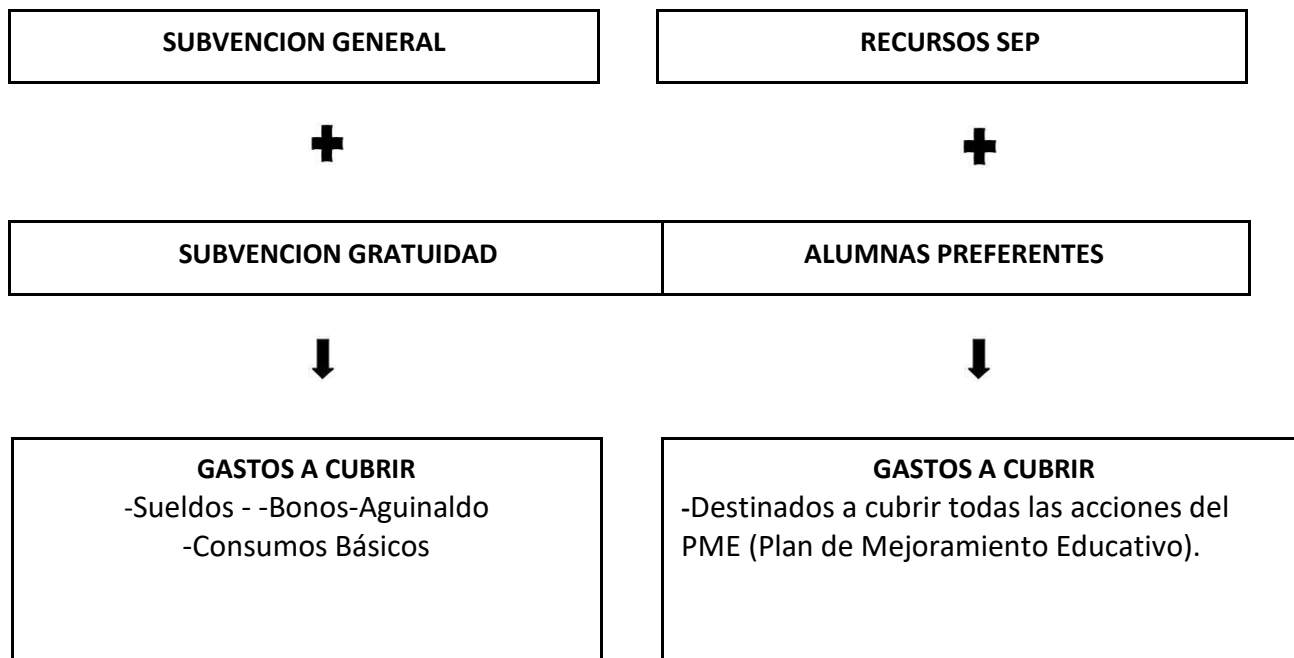 SUBVENCION GENERAL
RECURSOS SEP
SUBVENCION GRATUIDAD
ALUMNAS PREFERENTES
GASTOS A CUBRIR
-Sueldos - -Bonos-Aguinaldo
-Consumos Básicos
GASTOS A CUBRIR
-Destinados a cubrir todas las acciones del
PME (Plan de Mejoramiento Educativo).